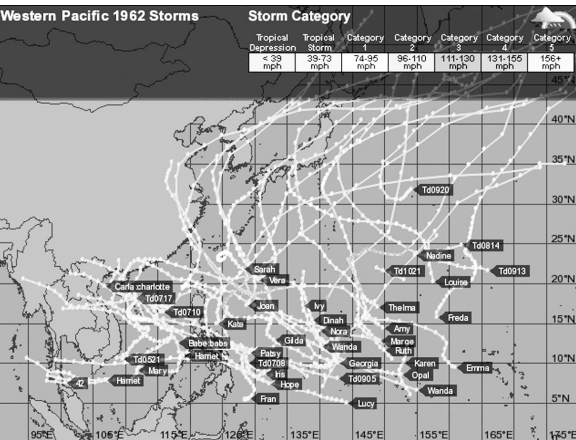 Western Pacific 1962 Storms
Storm Category
Tropical Depression
Tropical Storm
Category 1
Category 2
Category 3
Category 4
Category 5
< 39 mph
39-73 mph
74-95 mph
96-110 mph
111-130 mph
131-155 mph
156+ mph
45°N
40°N
35°N
Td0920
30°N
Td0814
25°N
Nadine
Sarah
Td1021
Td0913
Vera
Louise
20°N
Carla charlotte
Td0717
Joan
Ivy
Thelma
Td0710
Freda
15°N
Kate
Dinah
Amy
Nora
Babe babs
Gilda
Wanda
Marge
Ruth
Harriet
Patsy
10°N
Td0521
Td0708
Georgia
Karen
Emma
Mary
Iris
Td0905
Opal
42
Harriet
Hope
Wanda
Fran
Lucy
5°N
95°E
105°E
115°E
125°E
135°E
145°E
155°E
165°E
175°E